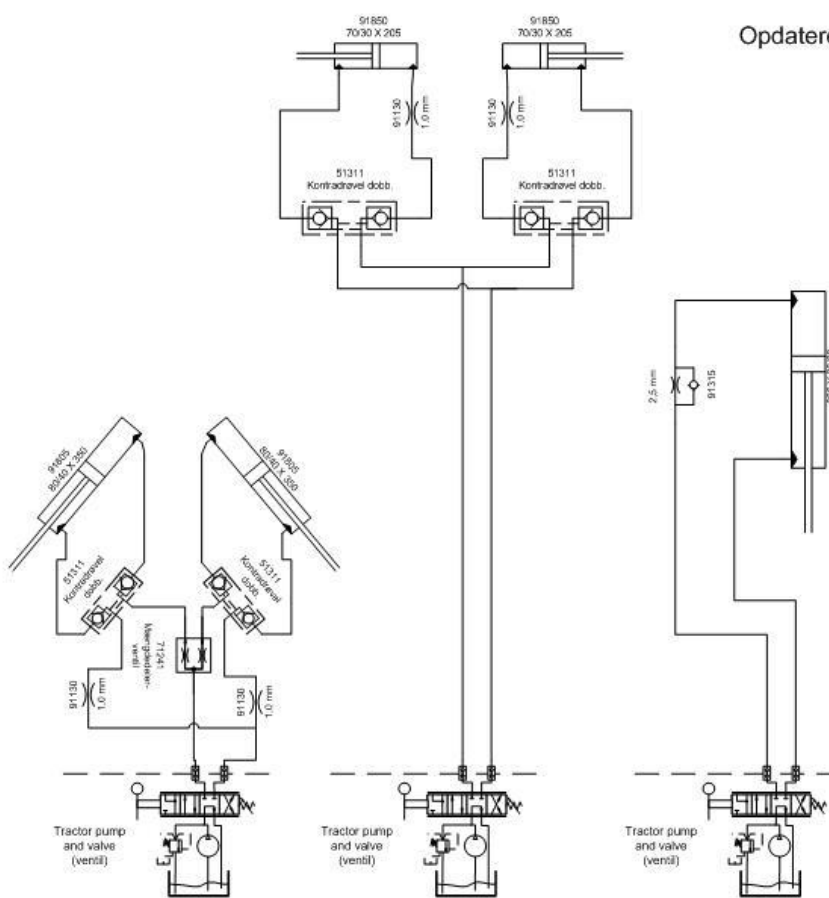 91850
70/30 X 205
91850
70/30 X 205
Opdatere
91130
1,0 mm
91130
1,0 mm
51311
Kontradrøvel dobb.
51311
Kontradrøvel dobb.
2,5 mm
91315
91805
80/40 X 350
91805
80/40 X 350
51311
Kontradrøvel
dobb.
51311
Kontradrøvel
dobb.
71241
Mængdedeler-
ventil
91130
1,0 mm
91130
1,0 mm
Tractor pump
and valve
(ventil)
Tractor pump
and valve
(ventil)
Tractor pump
and valve
(ventil)